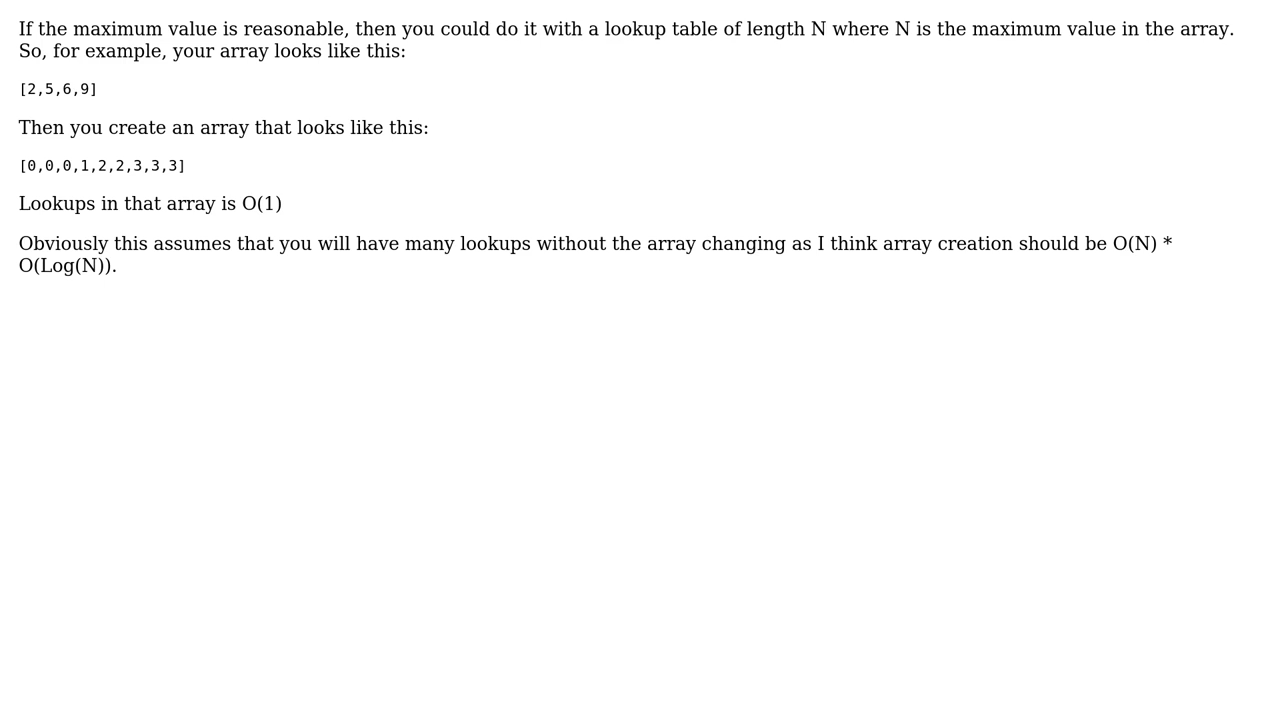 If the maximum value is reasonable, then you could do it with a lookup table of length N where N is the maximum value in the array.
So, for example, your array looks like this:
[2,5,6,9]
Then you create an array that looks like this:
[0,0,0,1,2,2,3,3,3]
Lookups in that array is O(1)
Obviously this assumes that you will have many lookups without the array changing as I think array creation should be O(N) *
O(Log(N)).